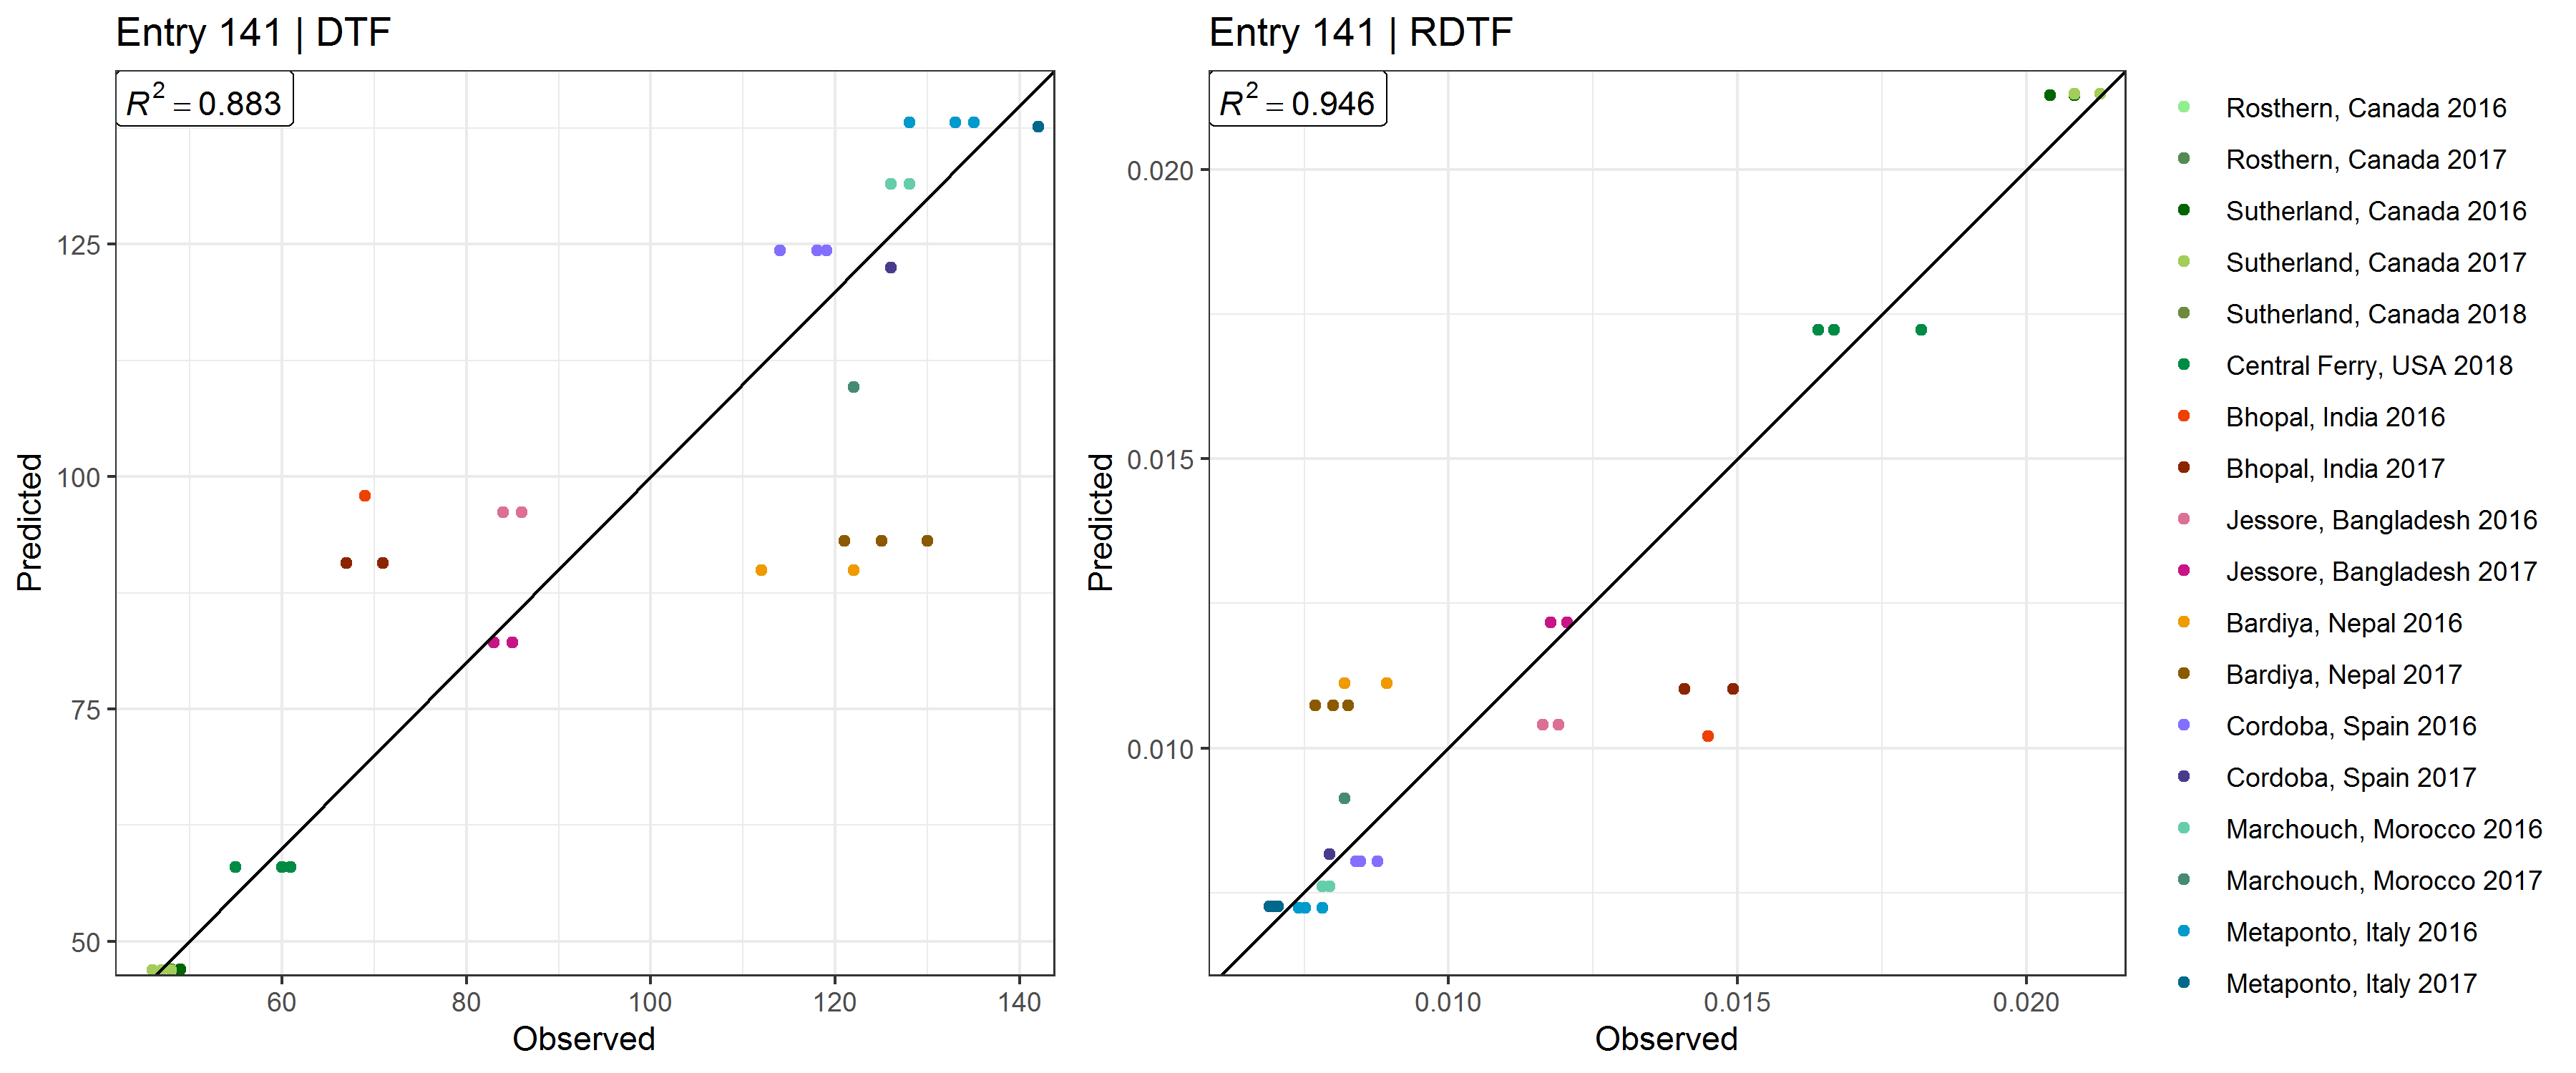 Entry 141 | DTF
R² = 0.883
125
100
75
50
Predicted
60 80 100 120 140
Observed
Entry 141 | RDTF
R² = 0.946
0.020
0.015
0.010
Predicted
0.010 0.015 0.020
Observed
Rosthern, Canada 2016
Rosthern, Canada 2017
Sutherland, Canada 2016
Sutherland, Canada 2017
Sutherland, Canada 2018
Central Ferry, USA 2018
Bhopal, India 2016
Bhopal, India 2017
Jessore, Bangladesh 2016
Jessore, Bangladesh 2017
Bardiya, Nepal 2016
Bardiya, Nepal 2017
Cordoba, Spain 2016
Cordoba, Spain 2017
Marchouch, Morocco 2016
Marchouch, Morocco 2017
Metaponto, Italy 2016
Metaponto, Italy 2017